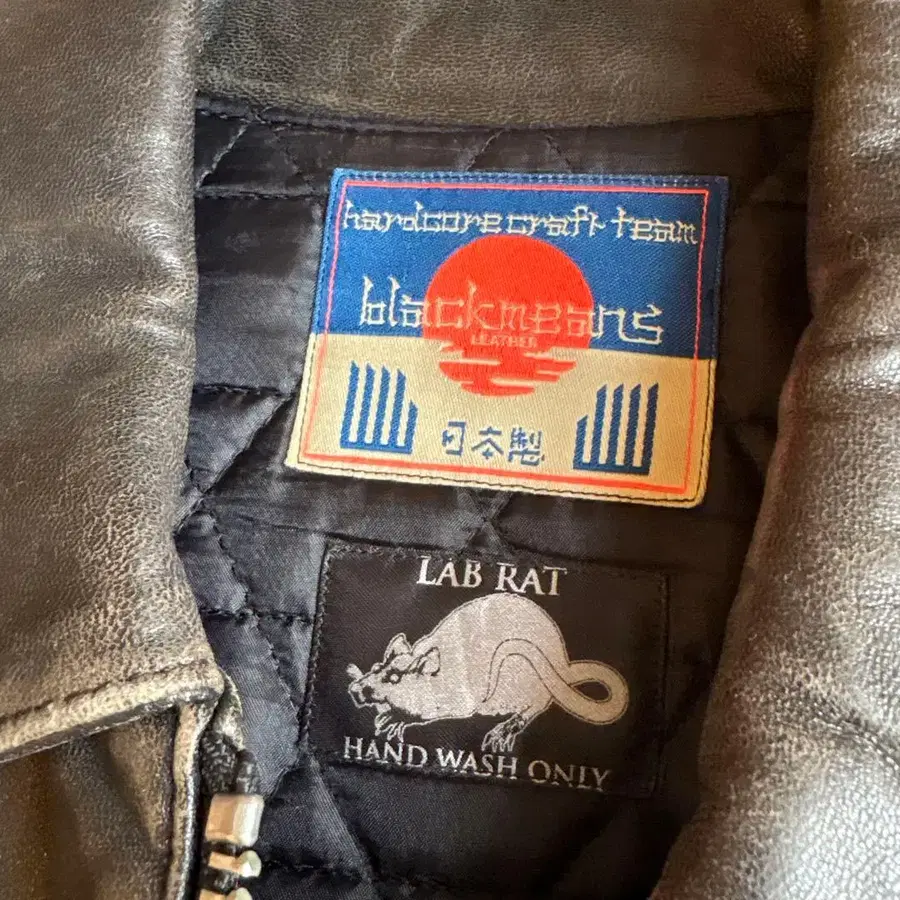 hardcore craft team
blackmeans
LEATHER
日本製
LAB RAT
HAND WASH ONLY